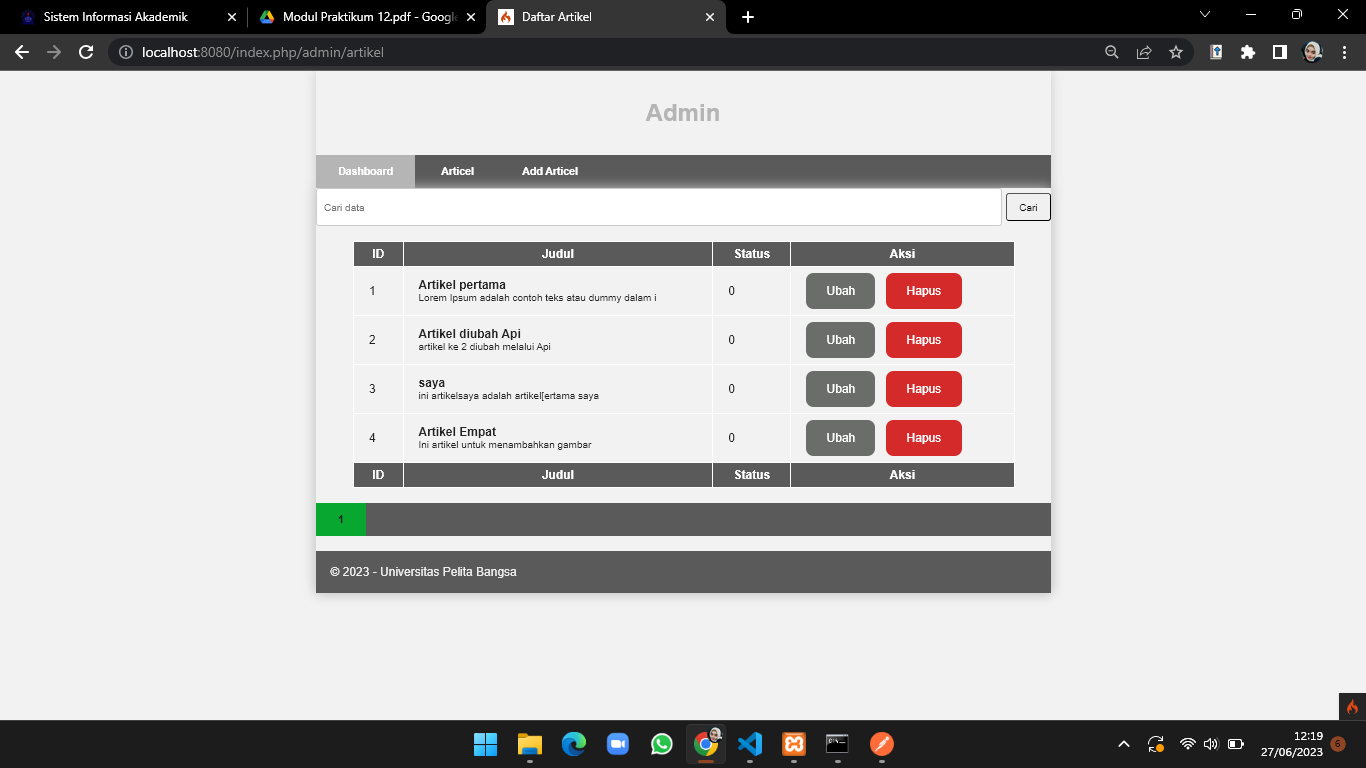 Sistem Informasi Akademik
Modul Praktikum 12.pdf - Google
Daftar Artikel
localhost:8080/index.php/admin/artikel
Admin
Dashboard Articel Add Articel
Cari data Cari
ID Judul Status Aksi
1 Artikel pertama 0 Ubah Hapus
Lorem Ipsum adalah contoh teks atau dummy dalam i
2 Artikel diubah Api 0 Ubah Hapus
artikel ke 2 diubah melalui Api
3 saya 0 Ubah Hapus
ini artikelsaya adalah artikel[ertama saya
4 Artikel Empat 0 Ubah Hapus
Ini artikel untuk menambahkan gambar
ID Judul Status Aksi
1
© 2023 - Universitas Pelita Bangsa
12:19
27/06/2023
6